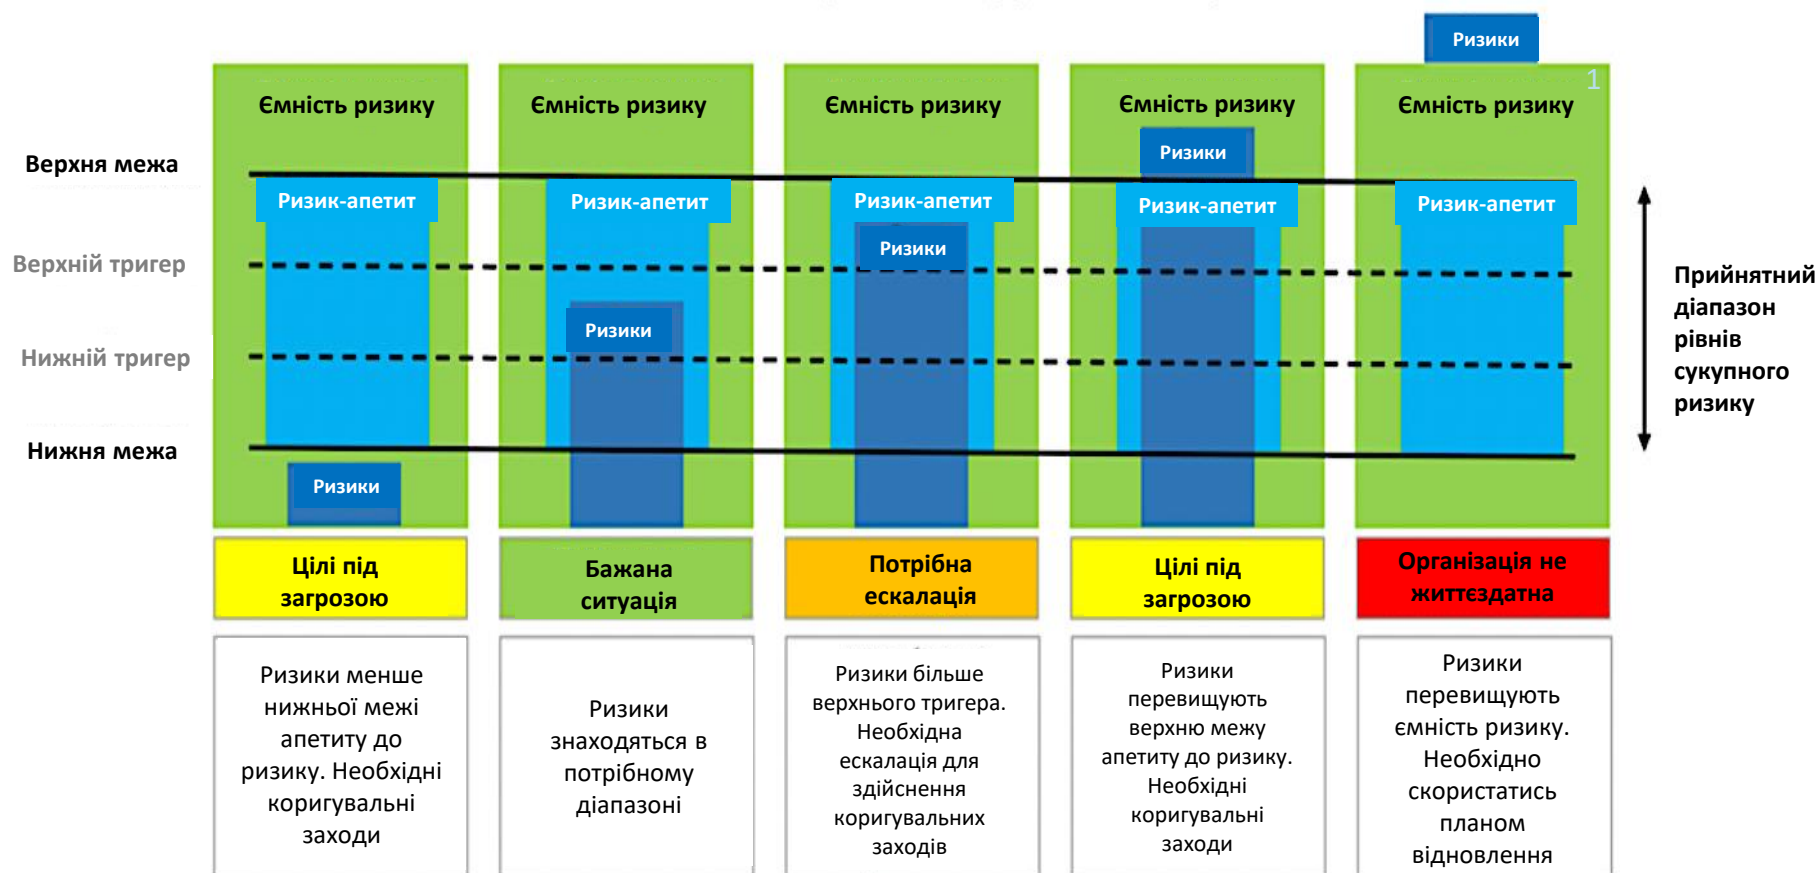 Ризики
1
Ємність ризику
Ємність ризику
Ємність ризику
Ємність ризику
Ємність ризику
Верхня межа
Ризики
Ризик-апетит
Ризик-апетит
Ризик-апетит
Ризик-апетит
Ризик-апетит
Ризики
Верхній тригер
Ризики
Нижній тригер
Нижня межа
Ризики
Прийнятний
діапазон
рівнів
сукупного
ризику
Цілі під
загрозою
Бажана
ситуація
Потрібна
ескалація
Цілі під
загрозою
Організація не
життєздатна
Ризики менше
нижньої межі
апетиту до
ризику. Необхідні
коригувальні
заходи
Ризики
знаходяться в
потрібному
діапазоні
Ризики більше
верхнього тригера.
Необхідна
ескалація для
здійснення
коригувальних
заходів
Ризики
перевищують
верхню межу
апетиту до ризику.
Необхідні
коригувальні
заходи
Ризики
перевищують
ємність ризику.
Необхідно
скористатись
планом
відновлення